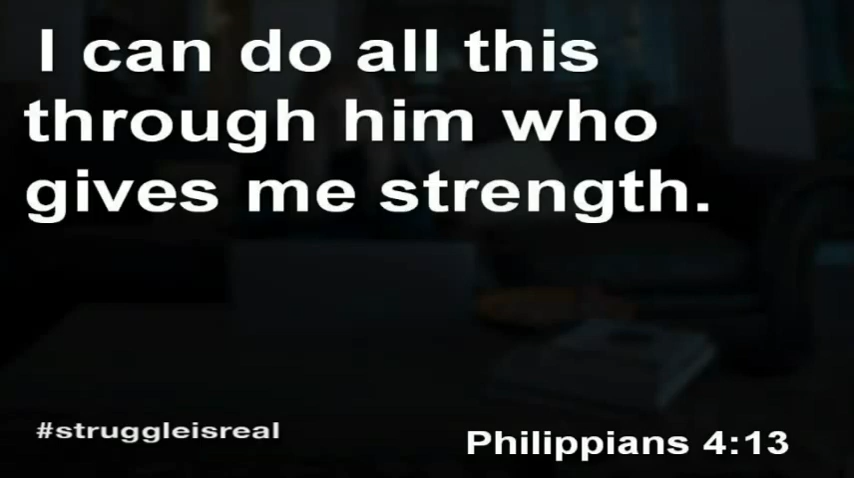 I can do all this
through him who
gives me strength.
#struggleisreal
Philippians 4:13